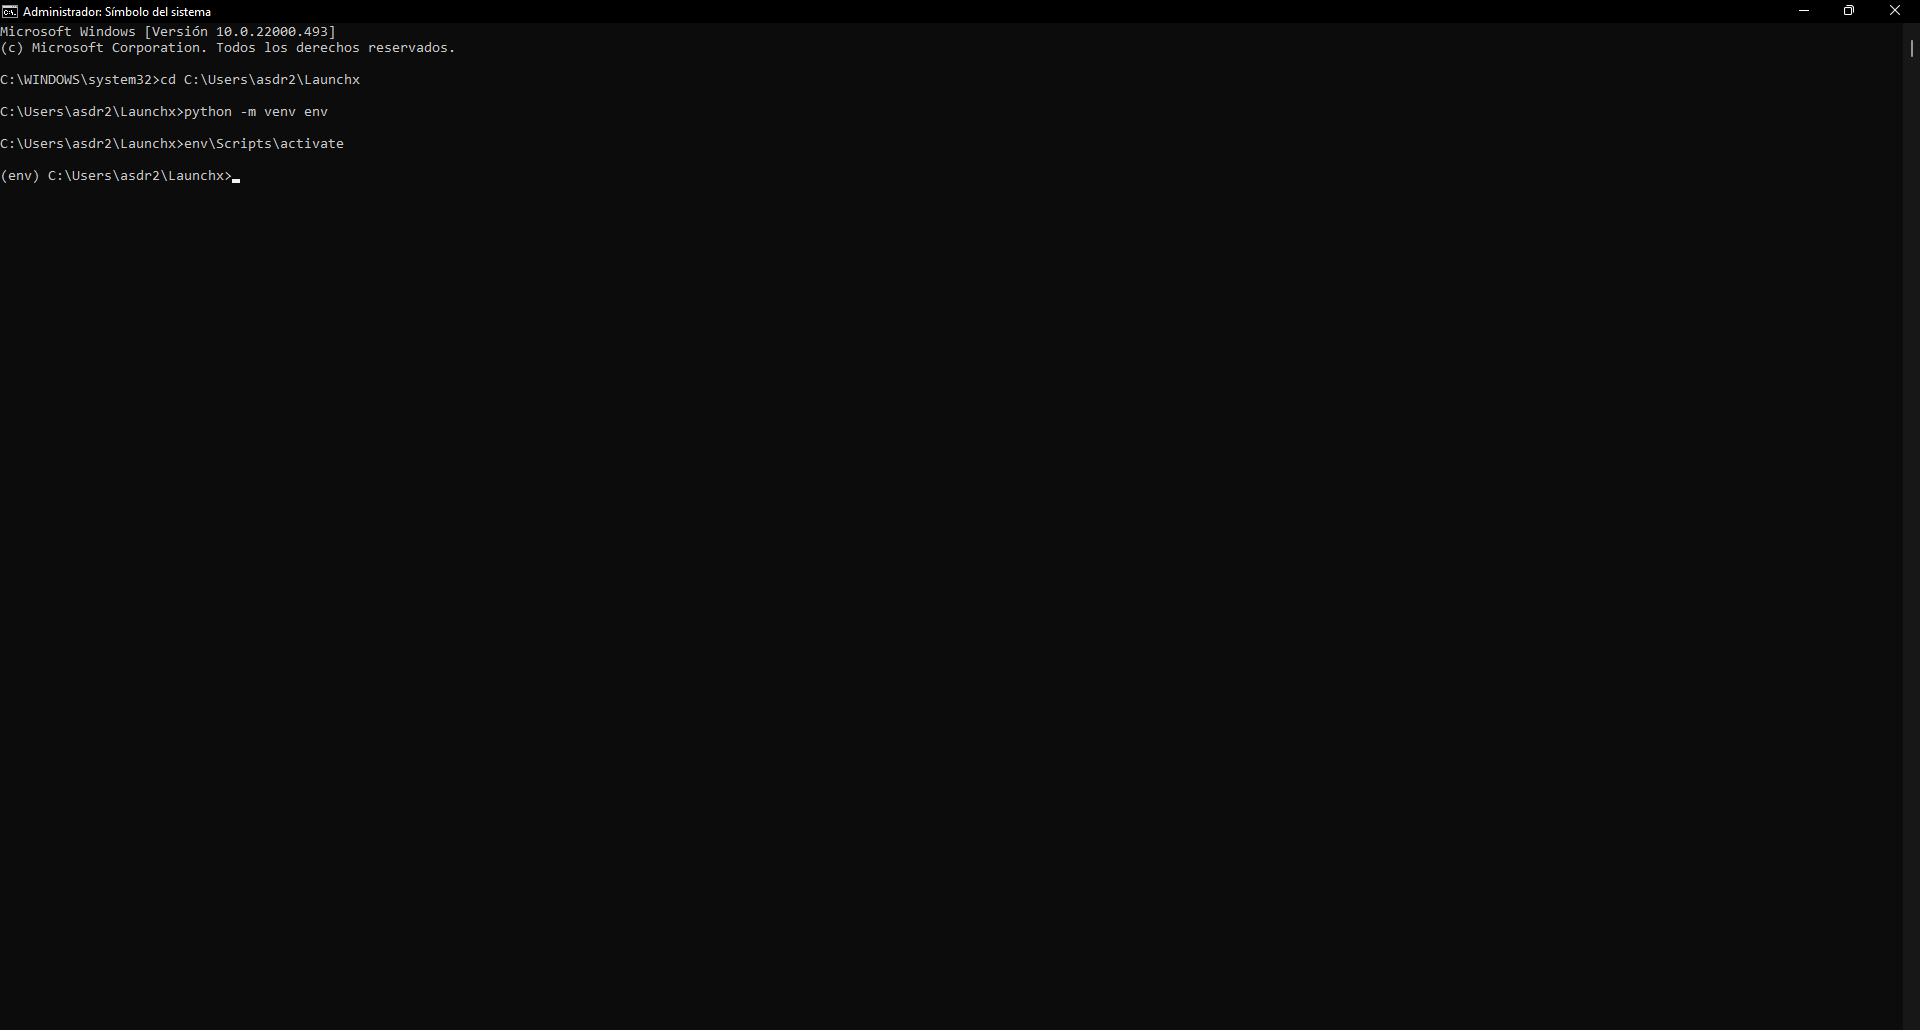 Administrador: Símbolo del sistema
Microsoft Windows [Versión 10.0.22000.493]
(c) Microsoft Corporation. Todos los derechos reservados.
C:\WINDOWS\system32>cd C:\Users\asdr2\Launchx
C:\Users\asdr2\Launchx>python -m venv env
C:\Users\asdr2\Launchx>env\Scripts\activate
(env) C:\Users\asdr2\Launchx>